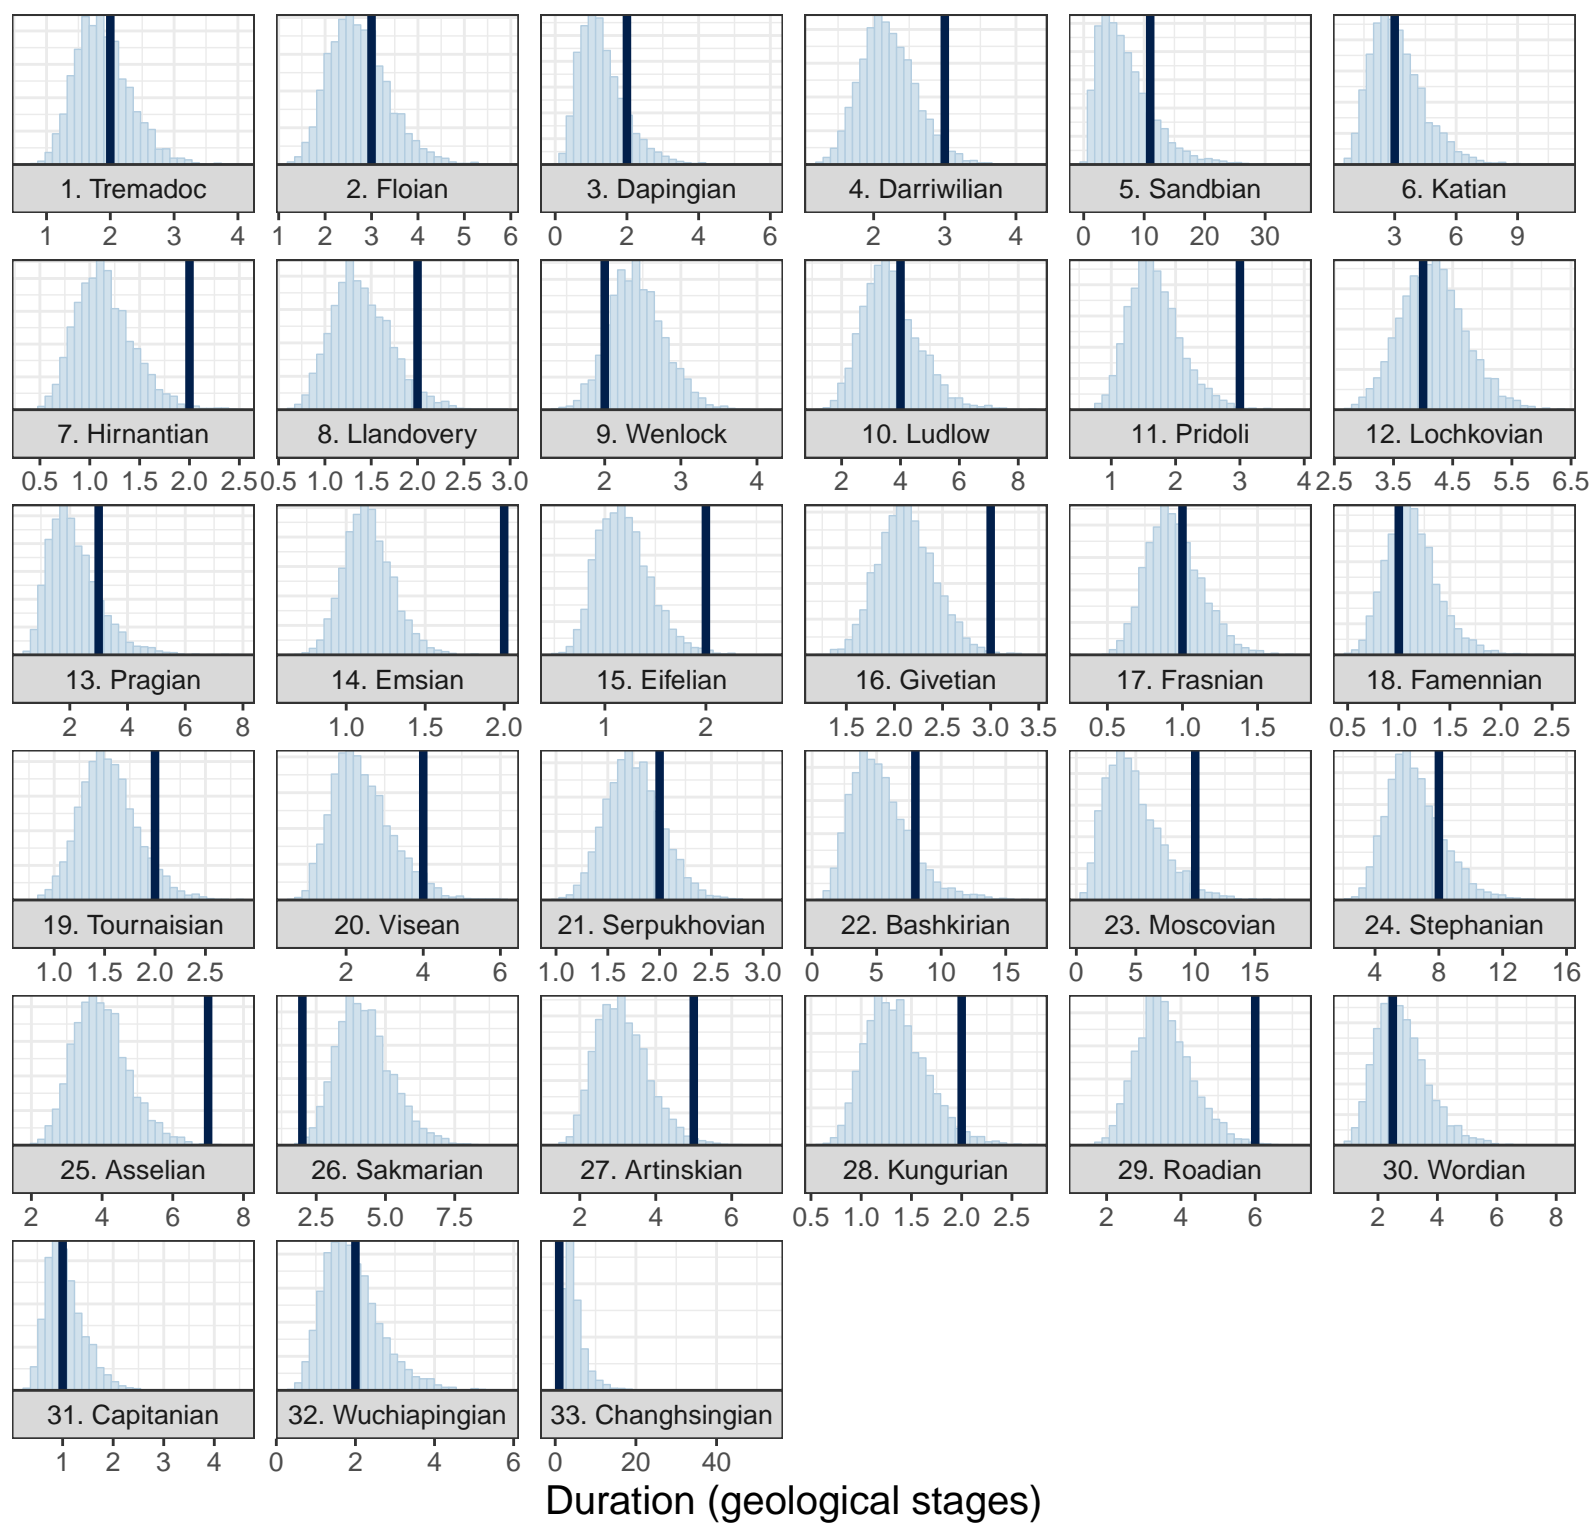 1. Tremadoc 2. Floian 3. Dapingian 4. Darriwilian 5. Sandbian 6. Katian
1 2 3 4 1 2 3 4 5 6 0 2 4 6 2 3 4 0 10 20 30 3 6 9
7. Hirnantian 8. Llandovery 9. Wenlock 10. Ludlow 11. Pridoli 12. Lochkovian
0.5 1.0 1.5 2.0 2.5 0.5 1.0 1.5 2.0 2.5 3.0 2 3 4 2 4 6 8 1 2 3 4 2.5 3.5 4.5 5.5 6.5
13. Pragian 14. Emsian 15. Eifelian 16. Givetian 17. Frasnian 18. Famennian
2 4 6 8 1.0 1.5 2.0 1 2 1.5 2.0 2.5 3.0 3.5 0.5 1.0 1.5 0.5 1.0 1.5 2.0 2.5
19. Tournaisian 20. Visean 21. Serpukhovian 22. Bashkirian 23. Moscovian 24. Stephanian
1.0 1.5 2.0 2.5 2 4 6 1.0 1.5 2.0 2.5 3.0 0 5 10 15 0 5 10 15 4 8 12 16
25. Asselian 26. Sakmarian 27. Artinskian 28. Kungurian 29. Roadian 30. Wordian
2 4 6 8 2.5 5.0 7.5 2 4 6 0.5 1.0 1.5 2.0 2.5 2 4 6 2 4 6 8
31. Capitanian 32. Wuchiapingian 33. Changhsingian
1 2 3 4 0 2 4 6 0 20 40
Duration (geological stages)